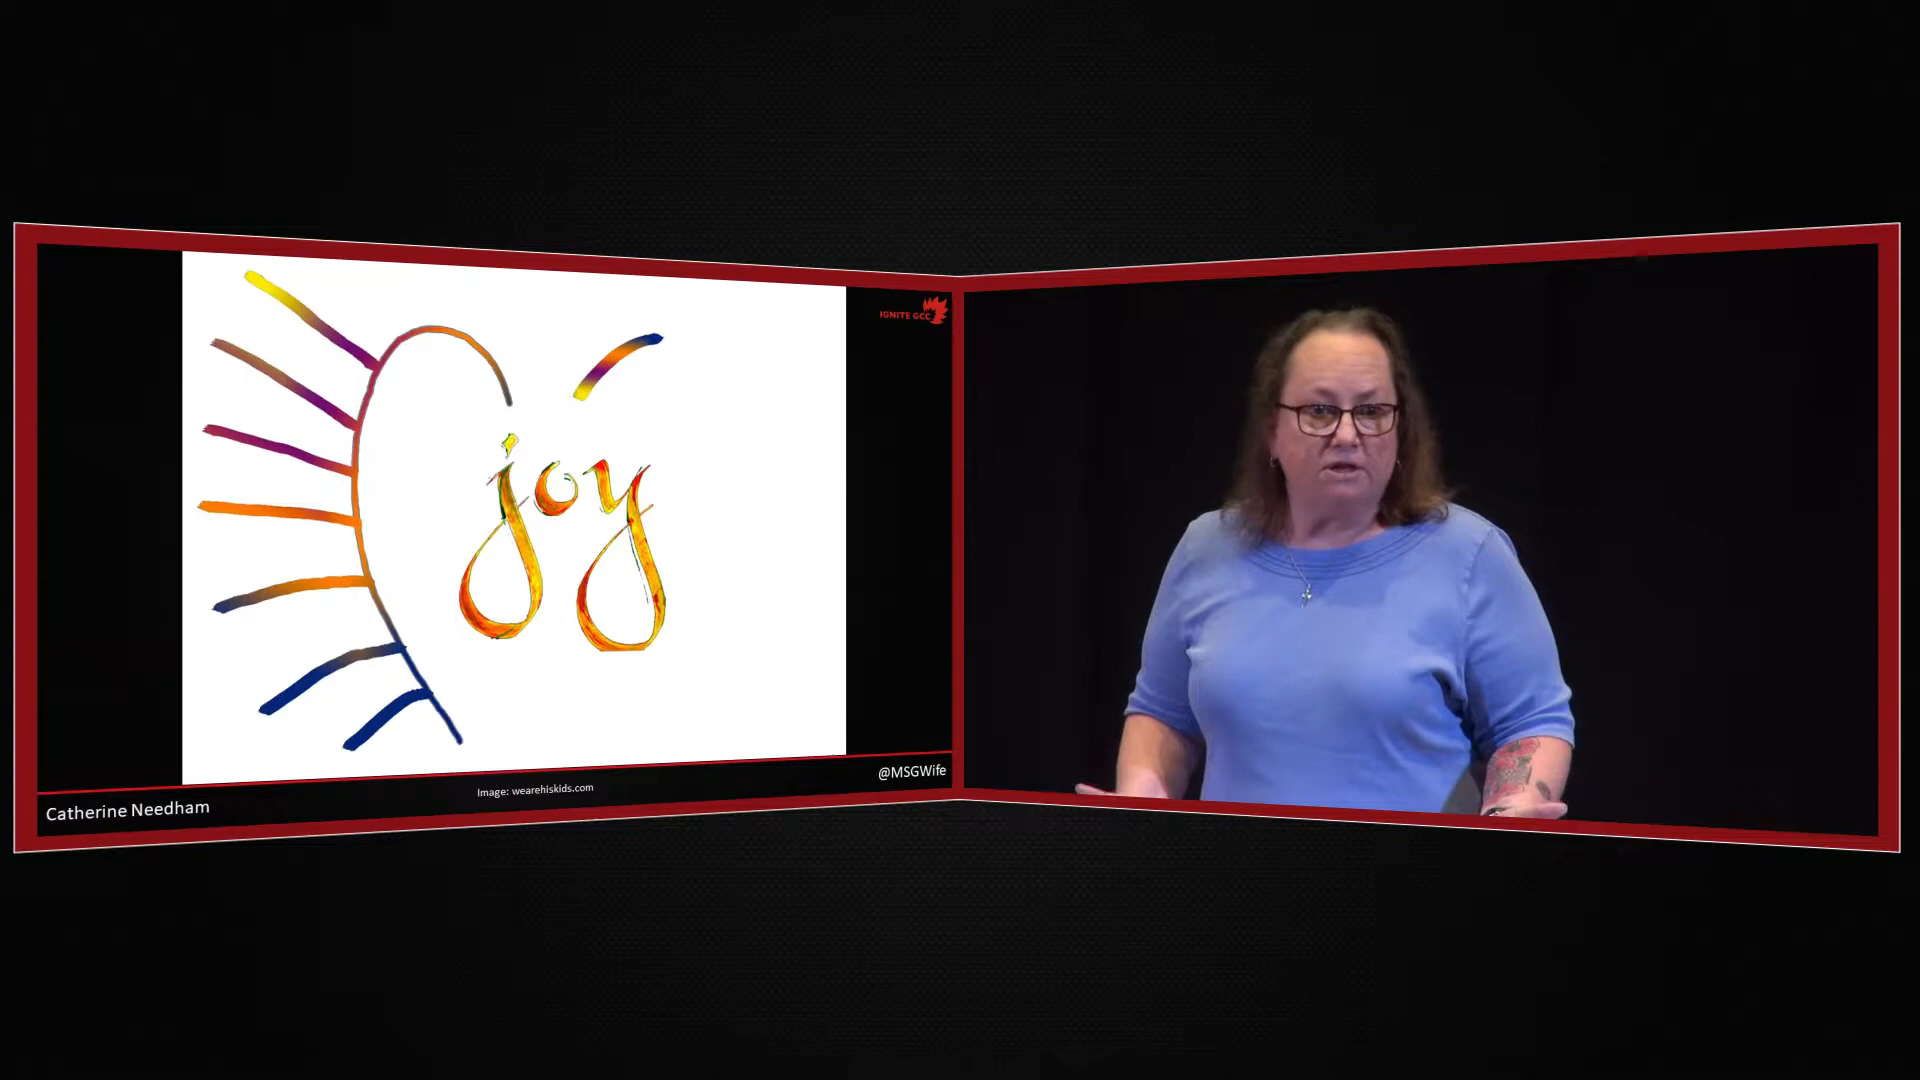 IGNITE GCC
joy
@MSGWife
Image: wearehiskids.com
Catherine Needham